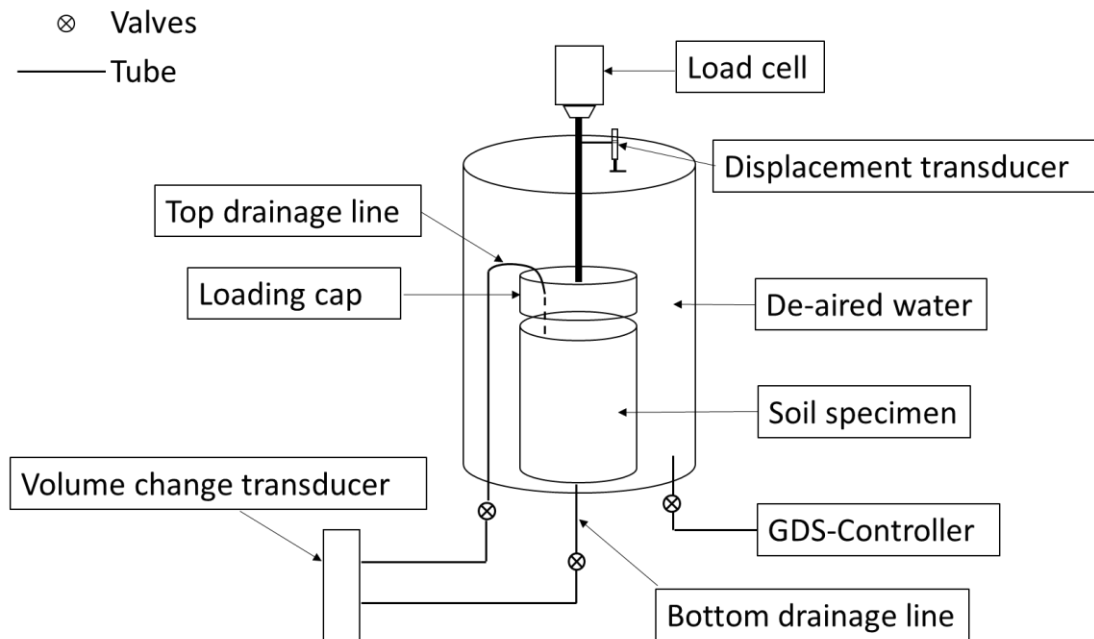 Valves
Tube
Load cell
Displacement transducer
Top drainage line
Loading cap
De-aired water
Soil specimen
Volume change transducer
GDS-Controller
Bottom drainage line